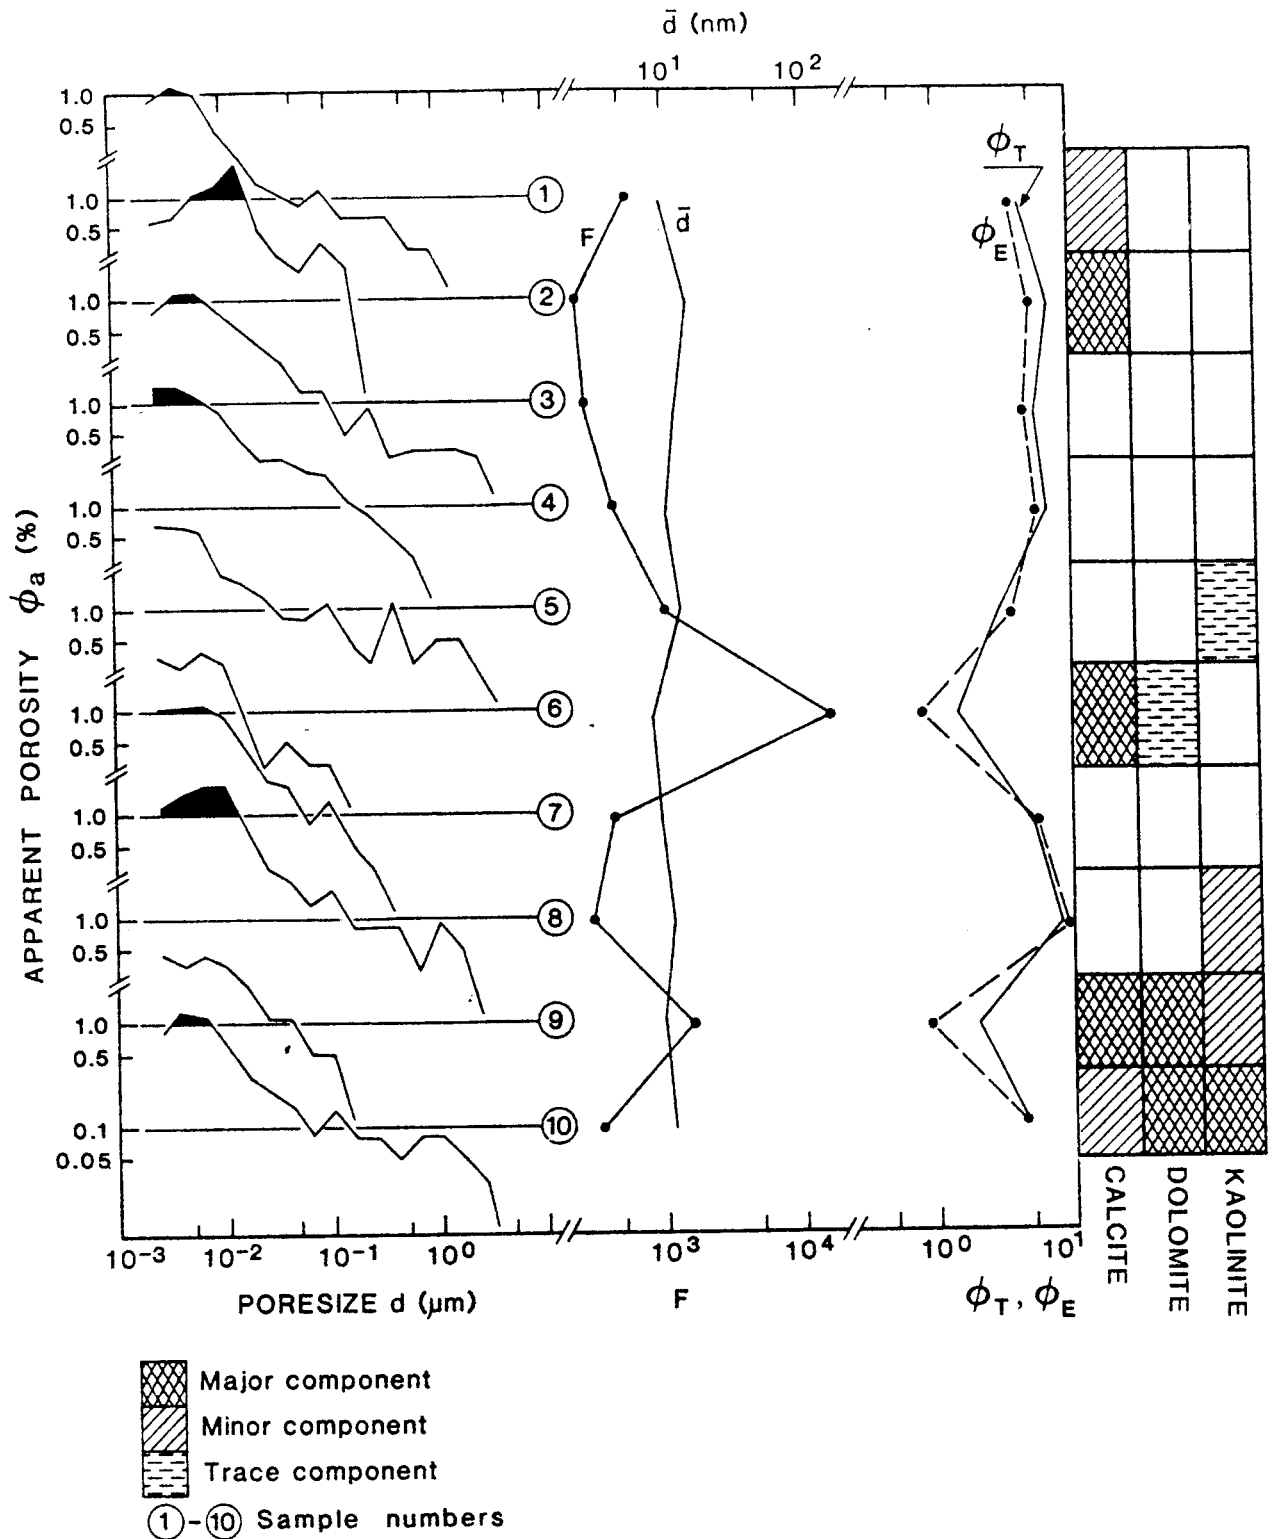 d̄ (nm)
10¹ 10²
1.0
0.5
1.0
0.5
1.0
0.5
1.0
0.5
1.0
0.5
1.0
0.5
1.0
0.5
1.0
0.5
1.0
0.5
1.0
0.5
0.1
0.05
APPARENT POROSITY ϕa (%)
1
2
3
4
5
6
7
8
9
10
F
d̄
ϕT
ϕE
10⁻³ 10⁻² 10⁻¹ 10⁰
PORESIZE d (μm)
10³ 10⁴
F
10⁰ 10¹
ϕT, ϕE
CALCITE
DOLOMITE
KAOLINITE
Major component
Minor component
Trace component
1-10 Sample numbers